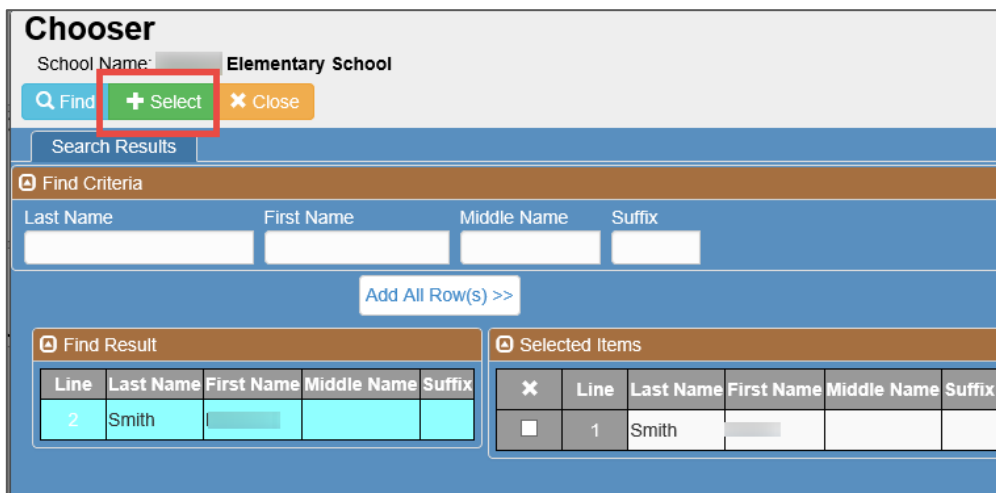 Chooser
School Name: Elementary School
Find Select Close
Search Results
Find Criteria
Last Name First Name Middle Name Suffix
Add All Row(s) >>
Find Result
Line Last Name First Name Middle Name Suffix
2 Smith
Selected Items
Line Last Name First Name Middle Name Suffix
1 Smith